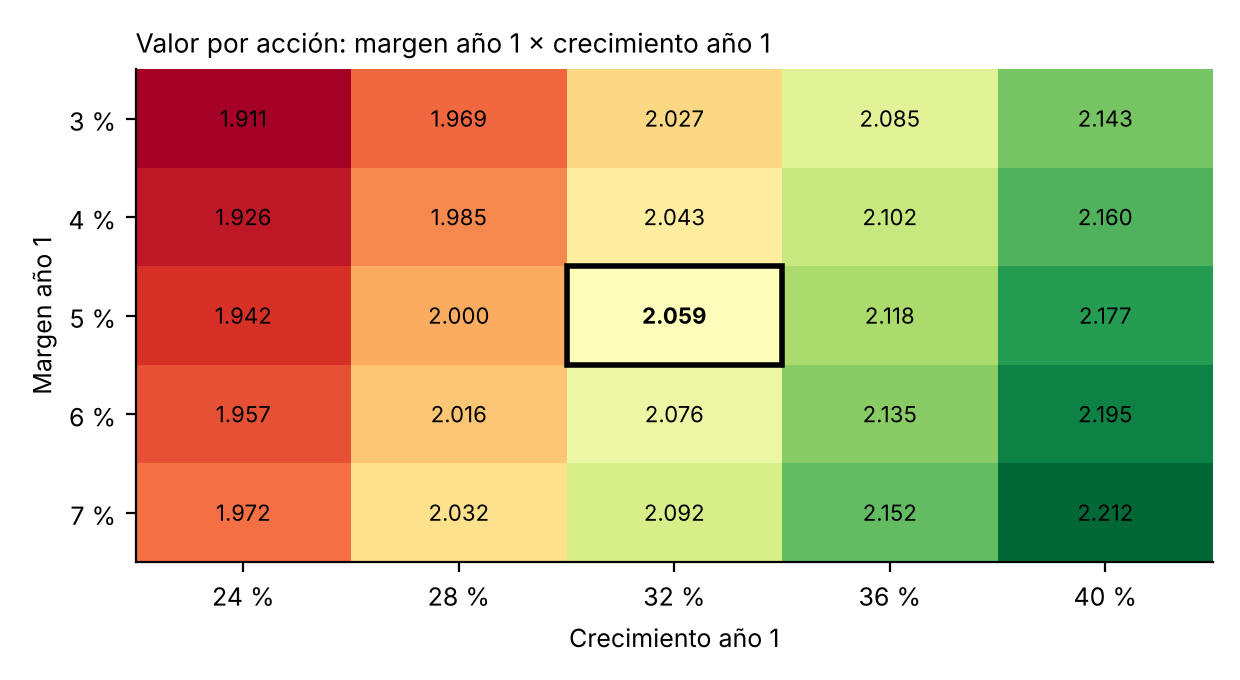 Valor por acción: margen año 1 × crecimiento año 1
Margen año 1
3 % 1.911 1.969 2.027 2.085 2.143
4 % 1.926 1.985 2.043 2.102 2.160
5 % 1.942 2.000 2.059 2.118 2.177
6 % 1.957 2.016 2.076 2.135 2.195
7 % 1.972 2.032 2.092 2.152 2.212
24 % 28 % 32 % 36 % 40 %
Crecimiento año 1